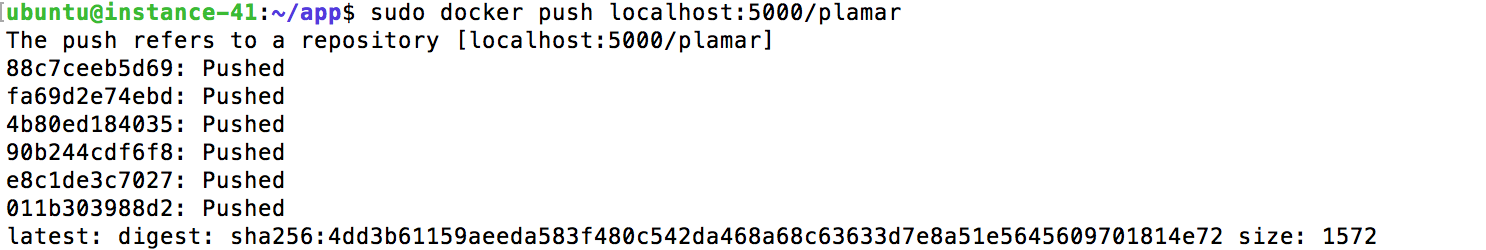 [ubuntu@instance-41:~/app$ sudo docker push localhost:5000/plamar
The push refers to a repository [localhost:5000/plamar]
88c7ceeb5d69: Pushed
fa69d2e74ebd: Pushed
4b80ed184035: Pushed
90b244cdf6f8: Pushed
e8c1de3c7027: Pushed
011b303988d2: Pushed
latest: digest: sha256:4dd3b61159aeeda583f480c542da468a68c63633d7e8a51e5645609701814e72 size: 1572